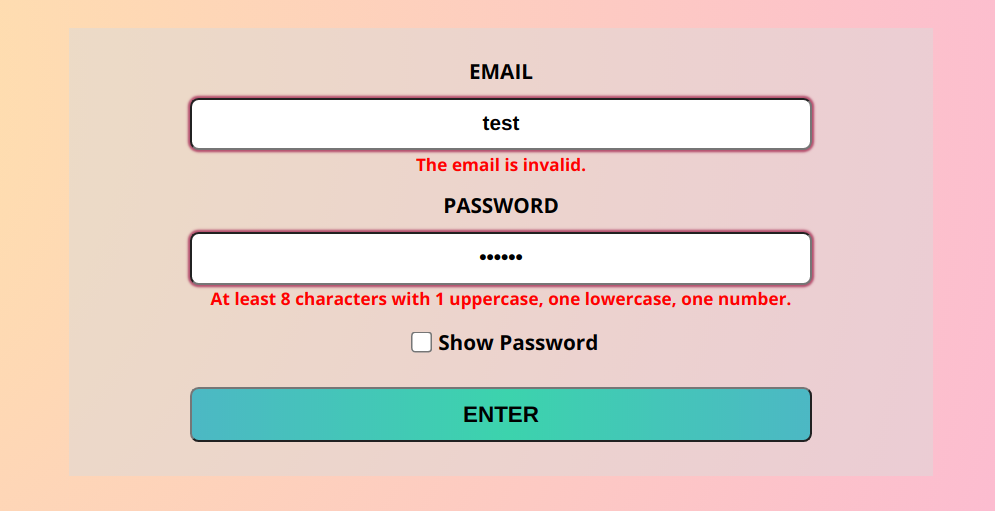 EMAIL
test
The email is invalid.
PASSWORD
••••••
At least 8 characters with 1 uppercase, one lowercase, one number.
Show Password
ENTER